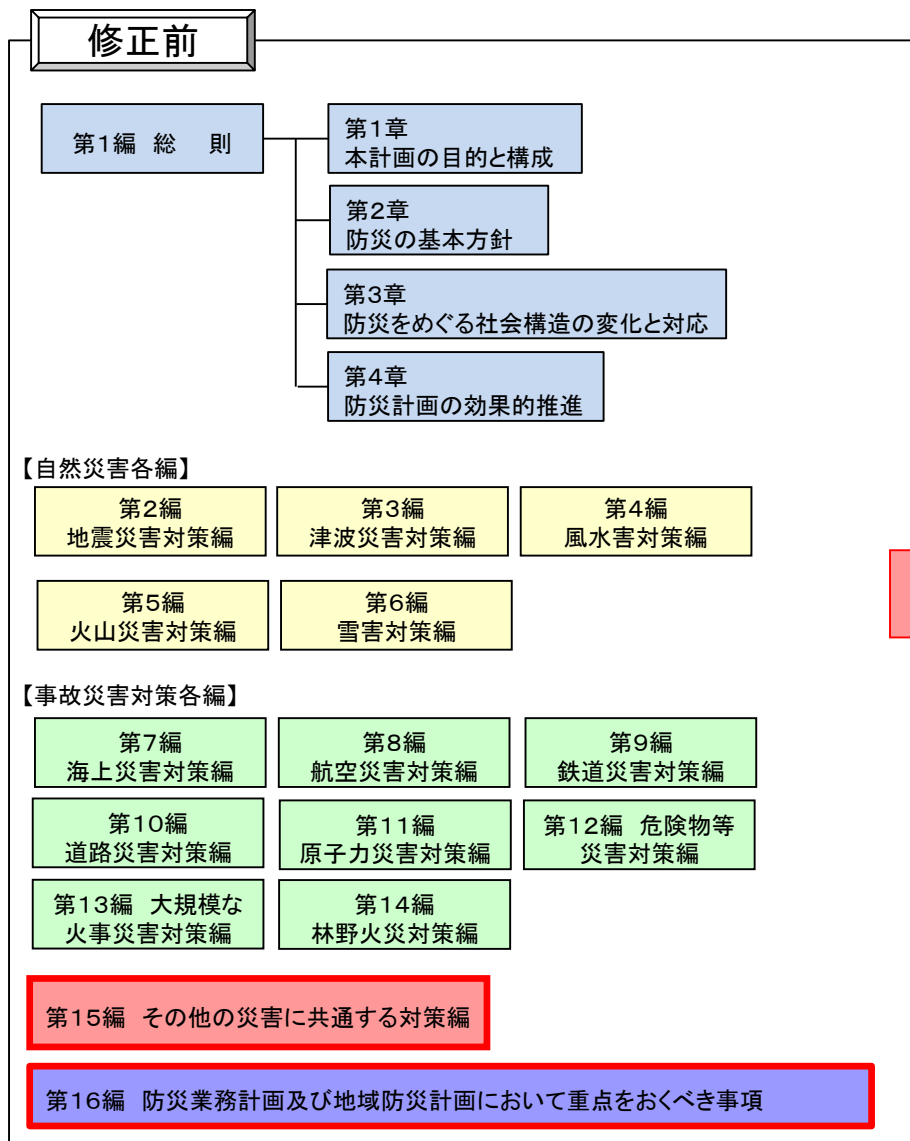 修正前
第1編 総 則
第1章
本計画の目的と構成
第2章
防災の基本方針
第3章
防災をめぐる社会構造の変化と対応
第4章
防災計画の効果的推進
【自然災害各編】
第2編
地震災害対策編
第3編
津波災害対策編
第4編
風水害対策編
第5編
火山災害対策編
第6編
雪害対策編
【事故災害対策各編】
第7編
海上災害対策編
第8編
航空災害対策編
第9編
鉄道災害対策編
第10編
道路災害対策編
第11編
原子力災害対策編
第12編 危険物等
災害対策編
第13編 大規模な
火事災害対策編
第14編
林野火災対策編
第15編 その他の災害に共通する対策編
第16編 防災業務計画及び地域防災計画において重点をおくべき事項